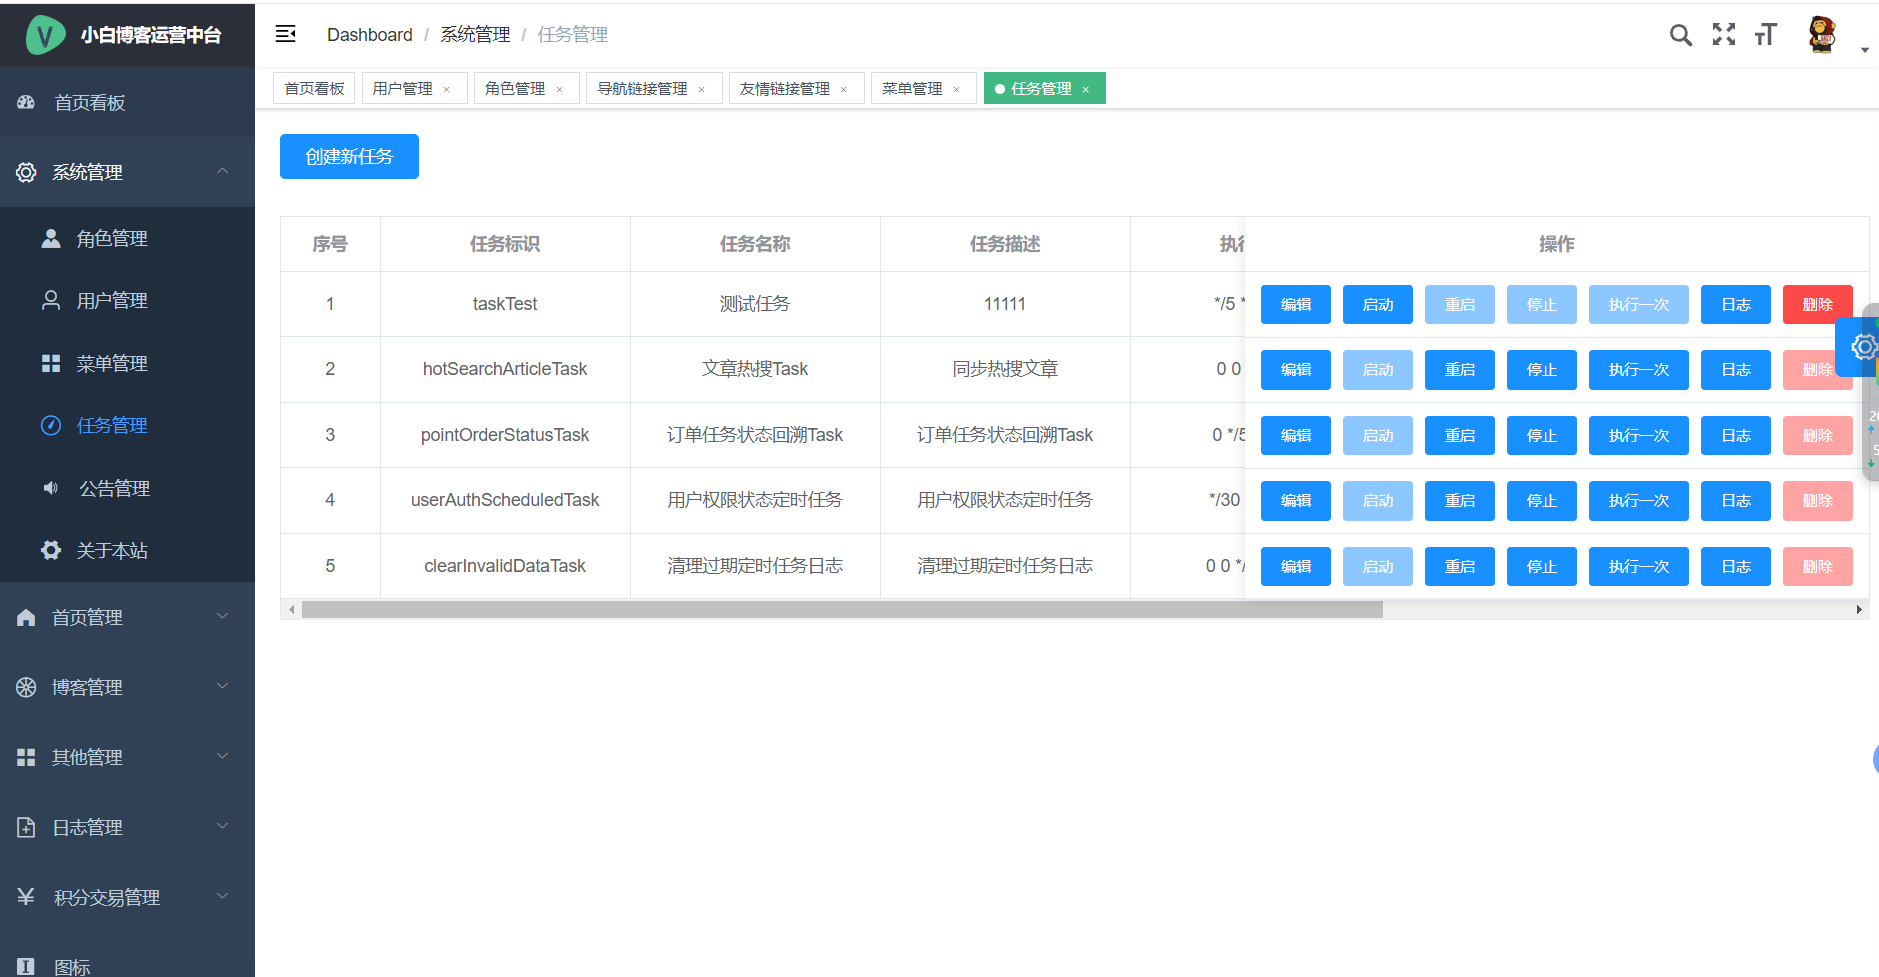 小白博客运营中台
首页看板
系统管理
角色管理
用户管理
菜单管理
任务管理
公告管理
关于本站
首页管理
博客管理
其他管理
日志管理
积分交易管理
图标
Dashboard / 系统管理 / 任务管理
首页看板 用户管理 × 角色管理 × 导航链接管理 × 友情链接管理 × 菜单管理 × 任务管理 ×
创建新任务
序号 任务标识 任务名称 任务描述 执行 操作
1 taskTest 测试任务 11111 */5 * 编辑 启动 重启 停止 执行一次 日志 删除
2 hotSearchArticleTask 文章热搜Task 同步热搜文章 0 0 编辑 启动 重启 停止 执行一次 日志 删除
3 pointOrderStatusTask 订单任务状态回溯Task 订单任务状态回溯Task 0 */5 编辑 启动 重启 停止 执行一次 日志 删除
4 userAuthScheduledTask 用户权限状态定时任务 用户权限状态定时任务 */30 编辑 启动 重启 停止 执行一次 日志 删除
5 clearInvalidDataTask 清理过期定时任务日志 清理过期定时任务日志 0 0 */ 编辑 启动 重启 停止 执行一次 日志 删除